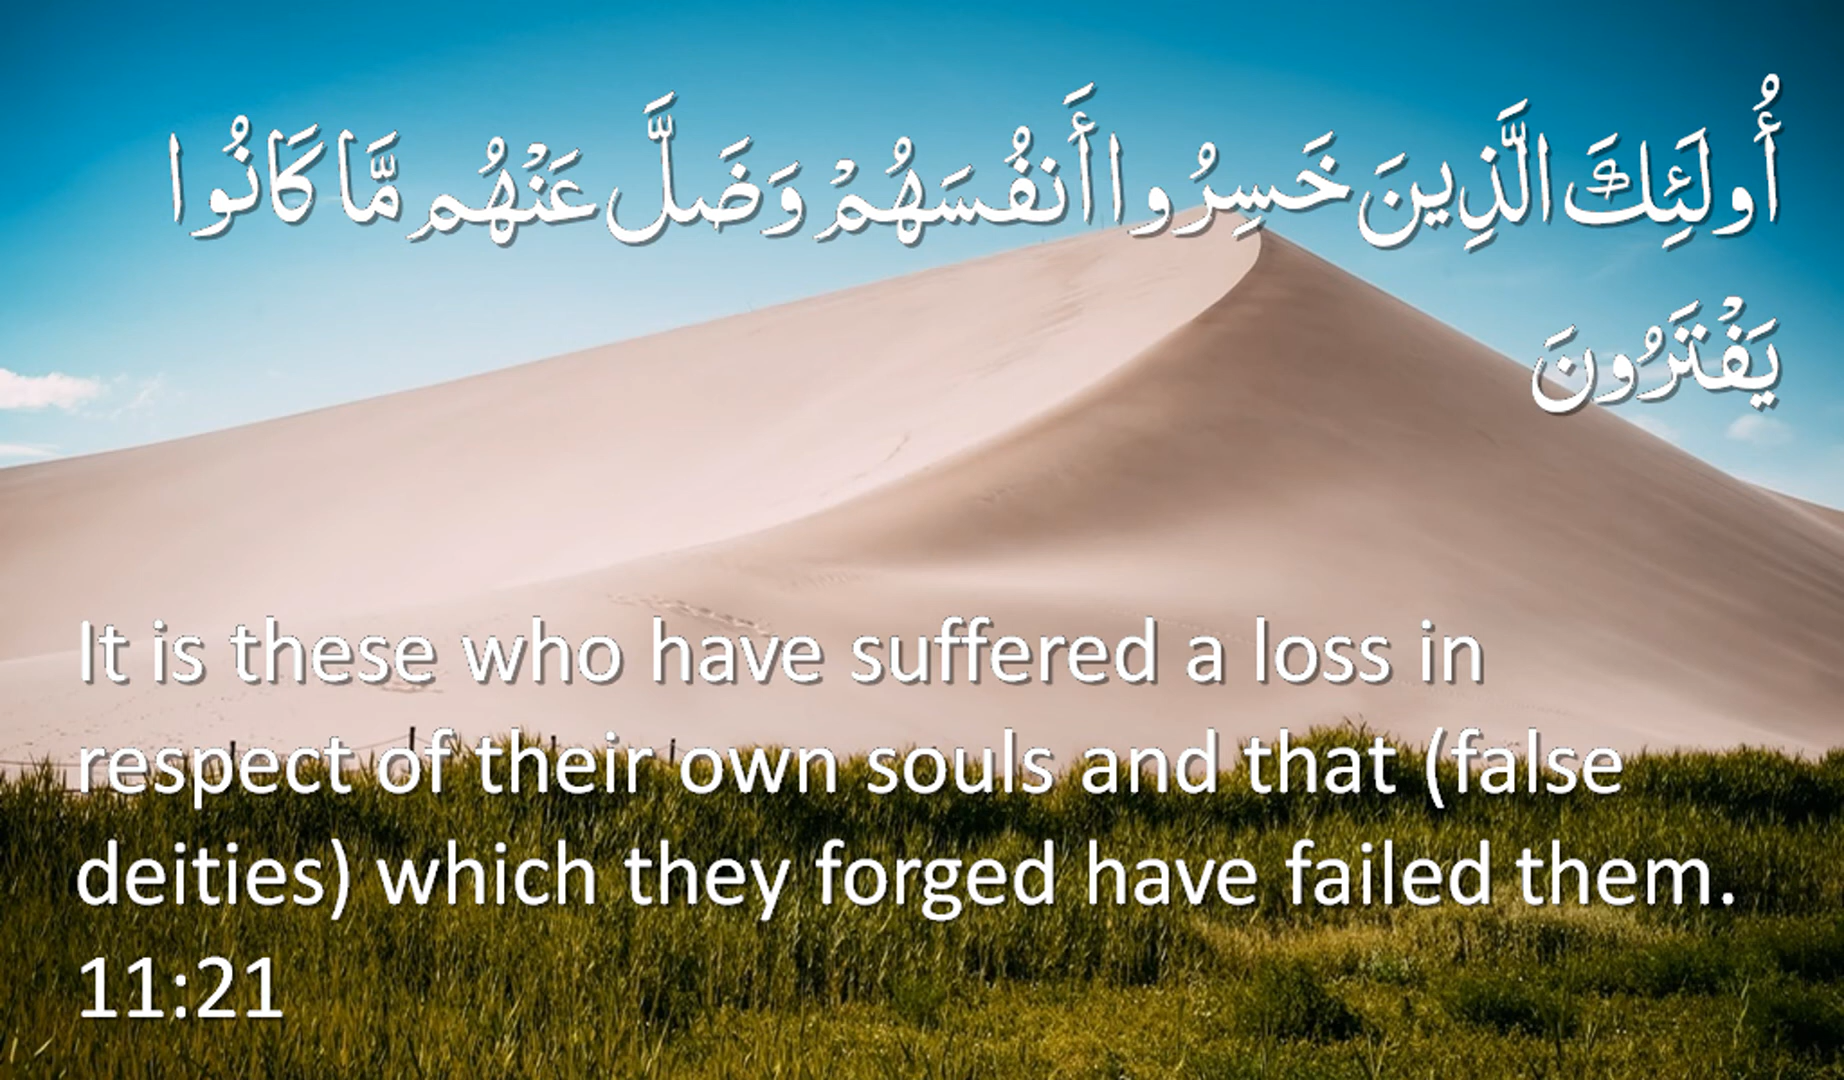 أُولَئِكَ الَّذِينَ خَسِرُوا أَنفُسَهُمْ وَضَلَّ عَنْهُم مَّا كَانُوا
يَفْتَرُونَ
It is these who have suffered a loss in
respect of their own souls and that (false
deities) which they forged have failed them.
11:21